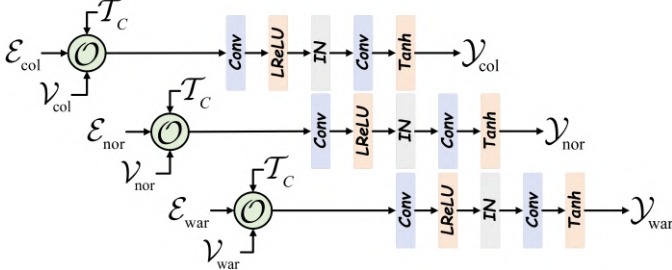 𝒯_C
ℰ_col 𝒪 Conv LReLU IN Conv Tanh 𝒴_col
𝒱_col
𝒯_C
ℰ_nor 𝒪 Conv LReLU IN Conv Tanh 𝒴_nor
𝒱_nor
𝒯_C
ℰ_war 𝒪 Conv LReLU IN Conv Tanh 𝒴_war
𝒱_war